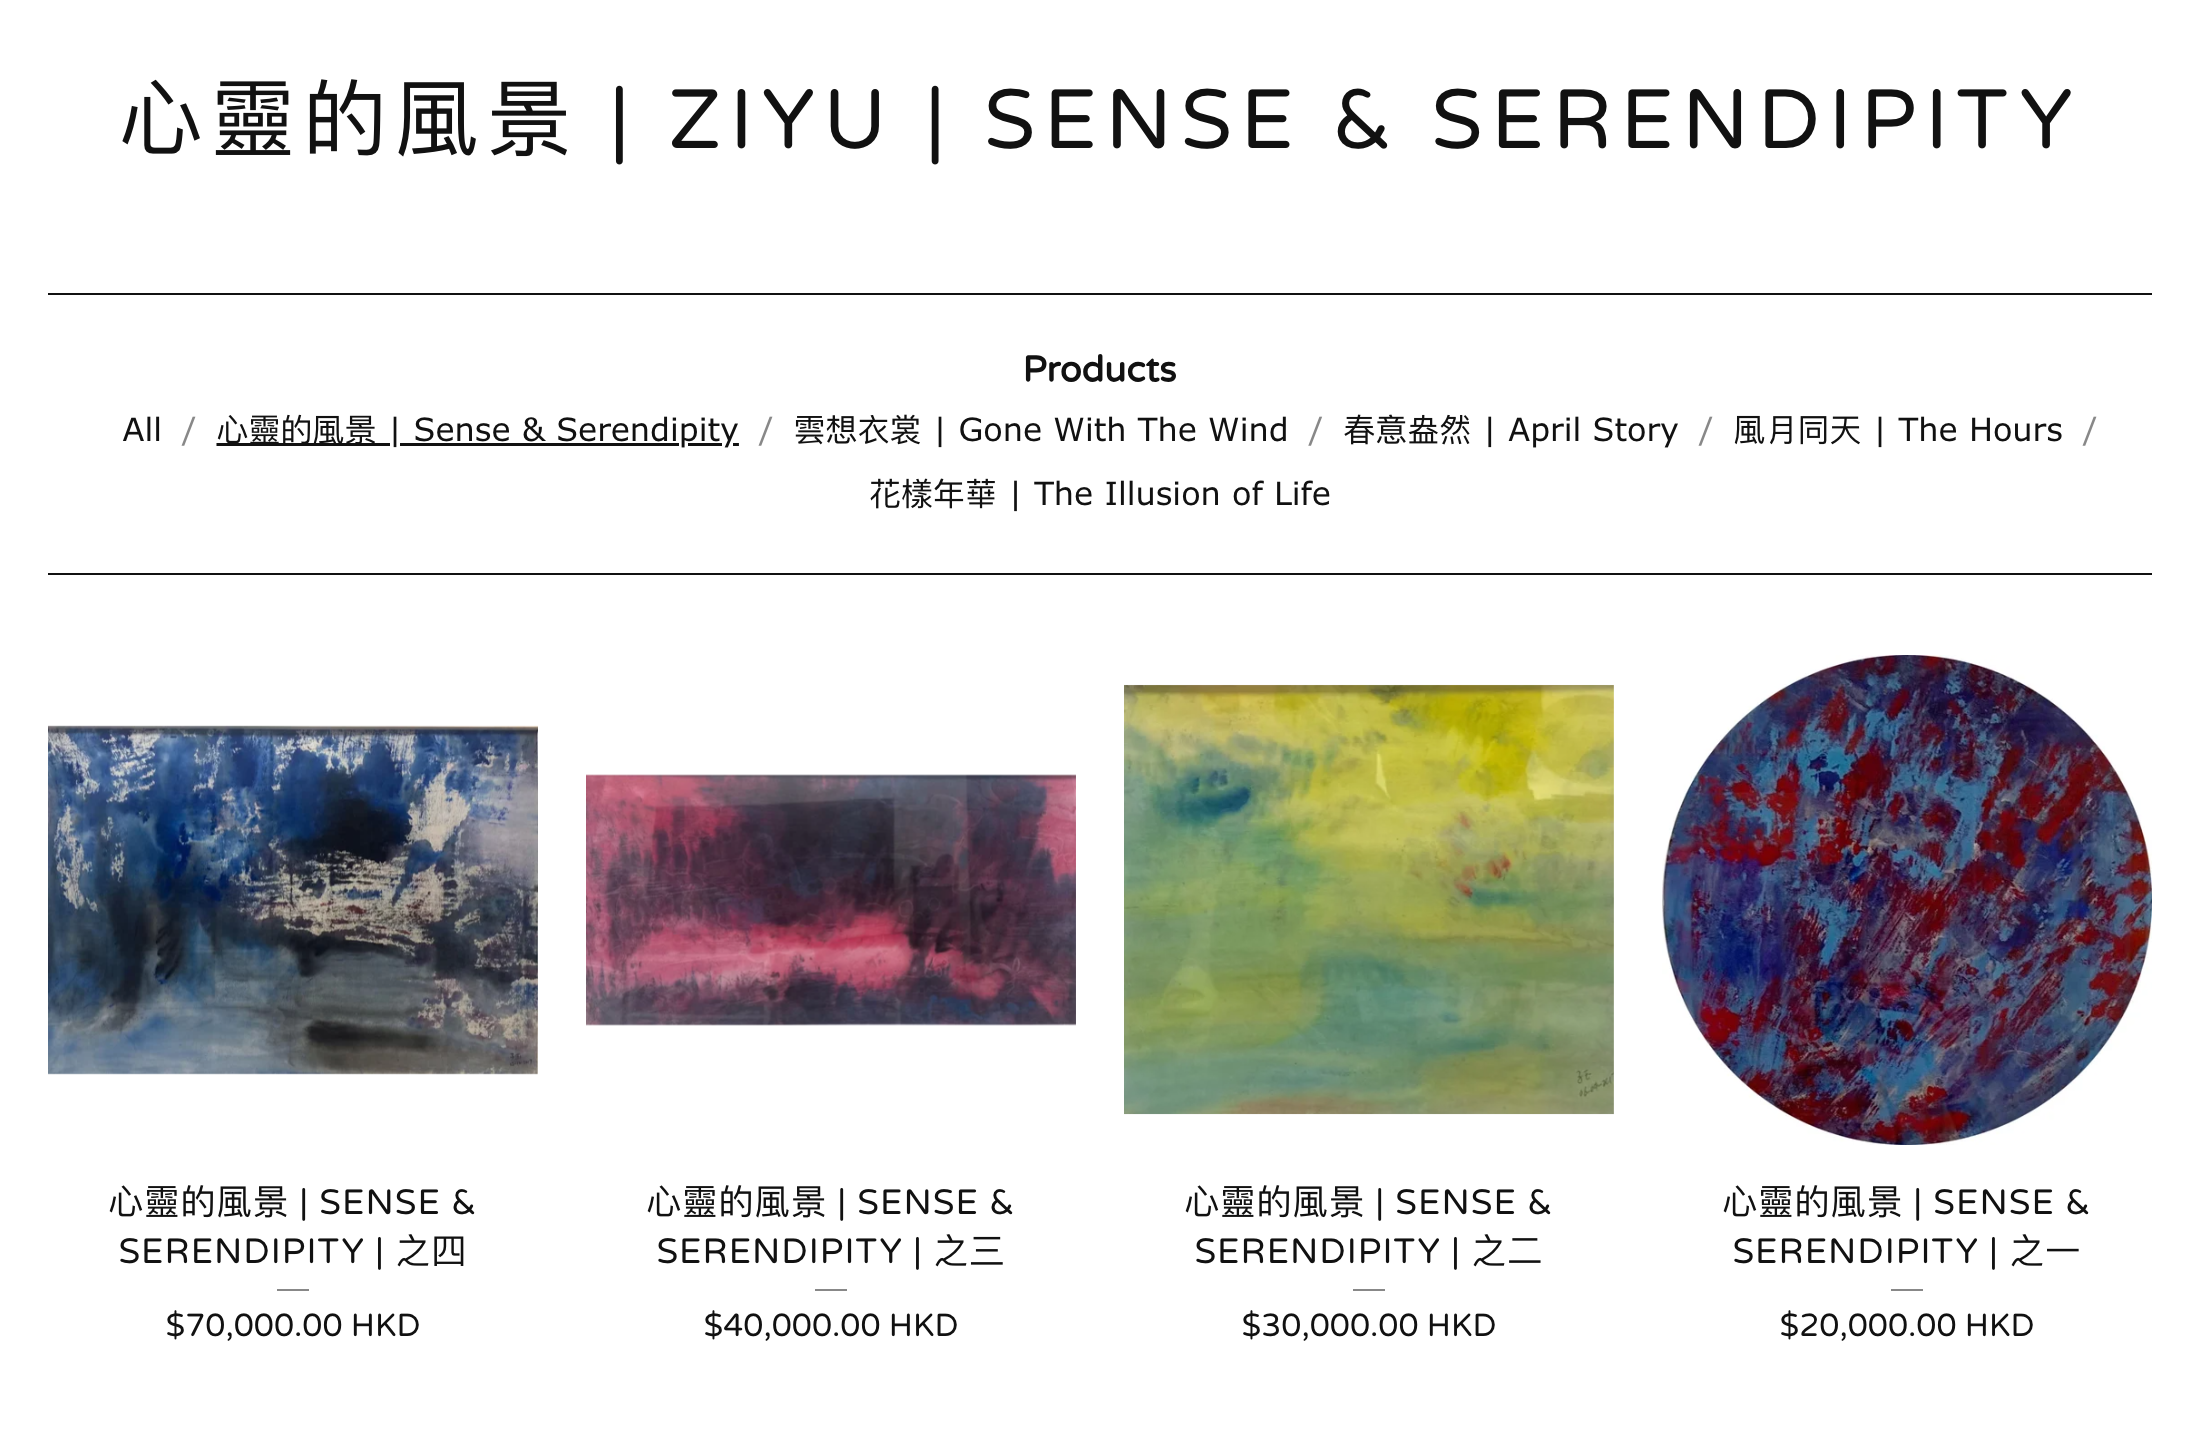 心靈的風景 | ZIYU | SENSE & SERENDIPITY
Products
All / 心靈的風景 | Sense & Serendipity / 雲想衣裳 | Gone With The Wind / 春意盎然 | April Story / 風月同天 | The Hours /
花樣年華 | The Illusion of Life
心靈的風景 | SENSE &
SERENDIPITY | 之四
$70,000.00 HKD
心靈的風景 | SENSE &
SERENDIPITY | 之三
$40,000.00 HKD
心靈的風景 | SENSE &
SERENDIPITY | 之二
$30,000.00 HKD
心靈的風景 | SENSE &
SERENDIPITY | 之一
$20,000.00 HKD